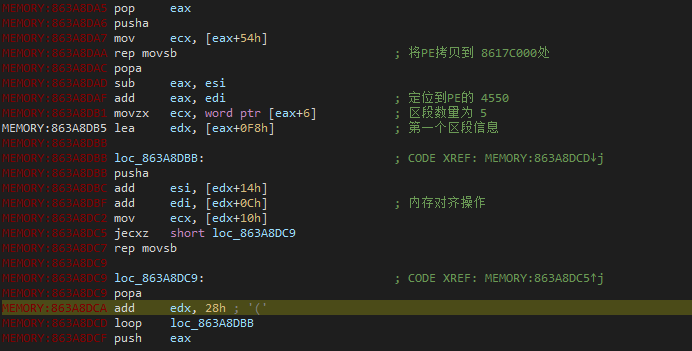 MEMORY:863A8DA5 pop eax
MEMORY:863A8DA6 pusha
MEMORY:863A8DA7 mov ecx, [eax+54h]
MEMORY:863A8DAA rep movsb ; 将PE拷贝到 8617C000处
MEMORY:863A8DAC popa
MEMORY:863A8DAD sub eax, esi
MEMORY:863A8DAF add eax, edi ; 定位到PE的 4550
MEMORY:863A8DB1 movzx ecx, word ptr [eax+6] ; 区段数量为 5
MEMORY:863A8DB5 lea edx, [eax+0F8h] ; 第一个区段信息
MEMORY:863A8DBB
MEMORY:863A8DBB loc_863A8DBB: ; CODE XREF: MEMORY:863A8DCD↓j
MEMORY:863A8DBB pusha
MEMORY:863A8DBC add esi, [edx+14h]
MEMORY:863A8DBF add edi, [edx+0Ch] ; 内存对齐操作
MEMORY:863A8DC2 mov ecx, [edx+10h]
MEMORY:863A8DC5 jecxz short loc_863A8DC9
MEMORY:863A8DC7 rep movsb
MEMORY:863A8DC9
MEMORY:863A8DC9 loc_863A8DC9: ; CODE XREF: MEMORY:863A8DC5↑j
MEMORY:863A8DC9 popa
MEMORY:863A8DCA add edx, 28h ; '('
MEMORY:863A8DCD loop loc_863A8DBB
MEMORY:863A8DCF push eax